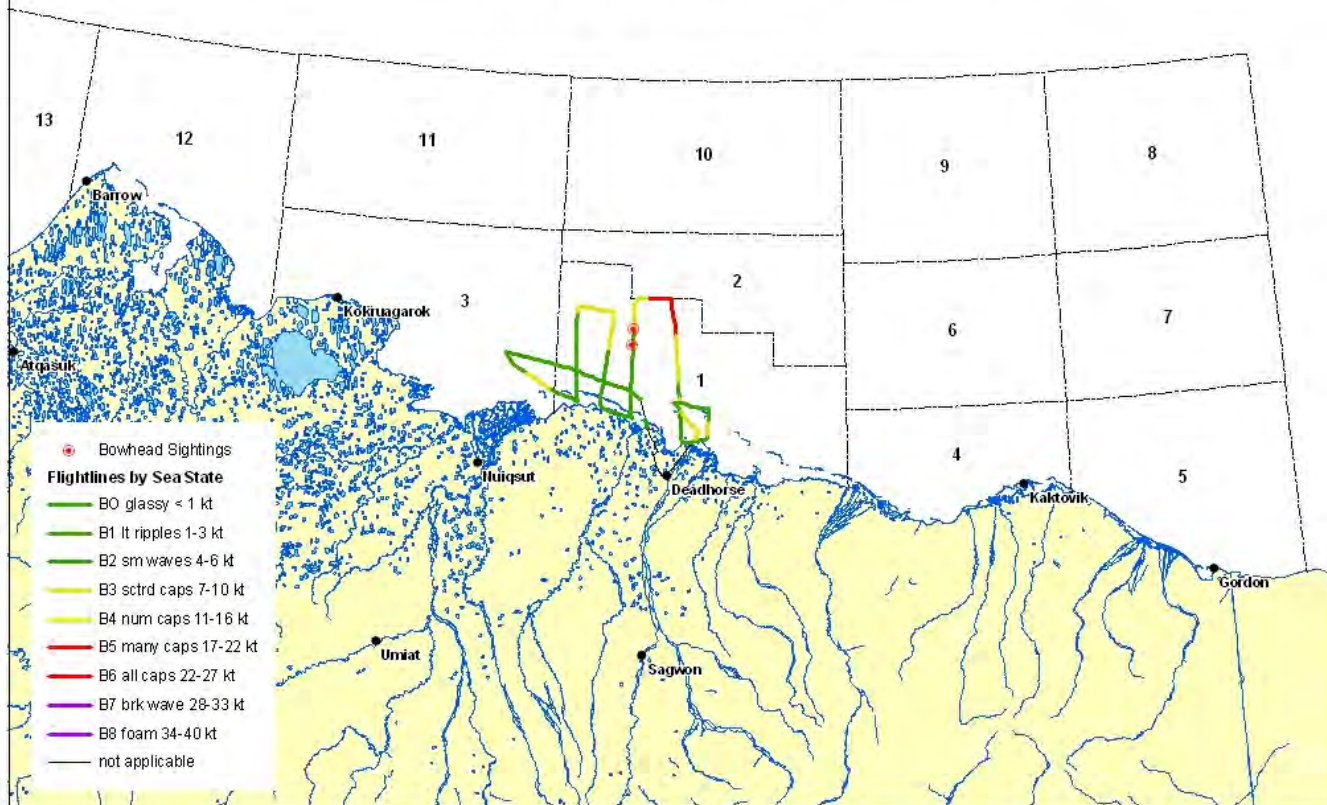 13
12
11
10
9
8
Barrow
3
Kokruagarok
2
6
7
Atqasuk
1
Bowhead Sightings
Flightlines by Sea State
B0 glassy < 1 kt
B1 lt ripples 1-3 kt
B2 sm waves 4-6 kt
B3 sctrd caps 7-10 kt
B4 num caps 11-16 kt
B5 many caps 17-22 kt
B6 all caps 22-27 kt
B7 brk wave 28-33 kt
B8 foam 34-40 kt
not applicable
Nuiqsut
Deadhorse
4
Kaktovik
5
Gordon
Umiat
Sagwon